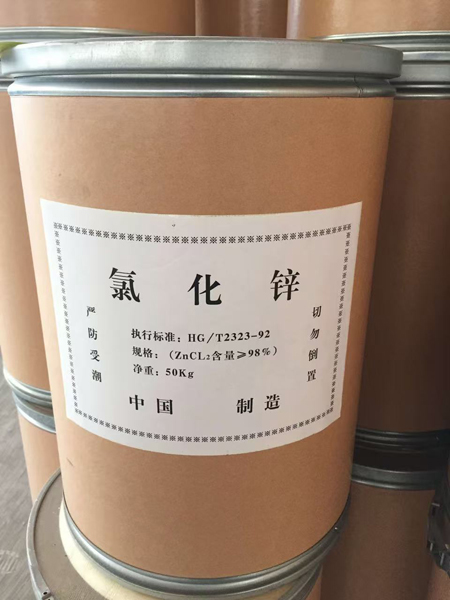 氯化锌
严防受潮
执行标准：HG/T2323-92
规格：（ZnCL₂含量≥98%）
净重：50Kg
切勿倒置
中国 制造